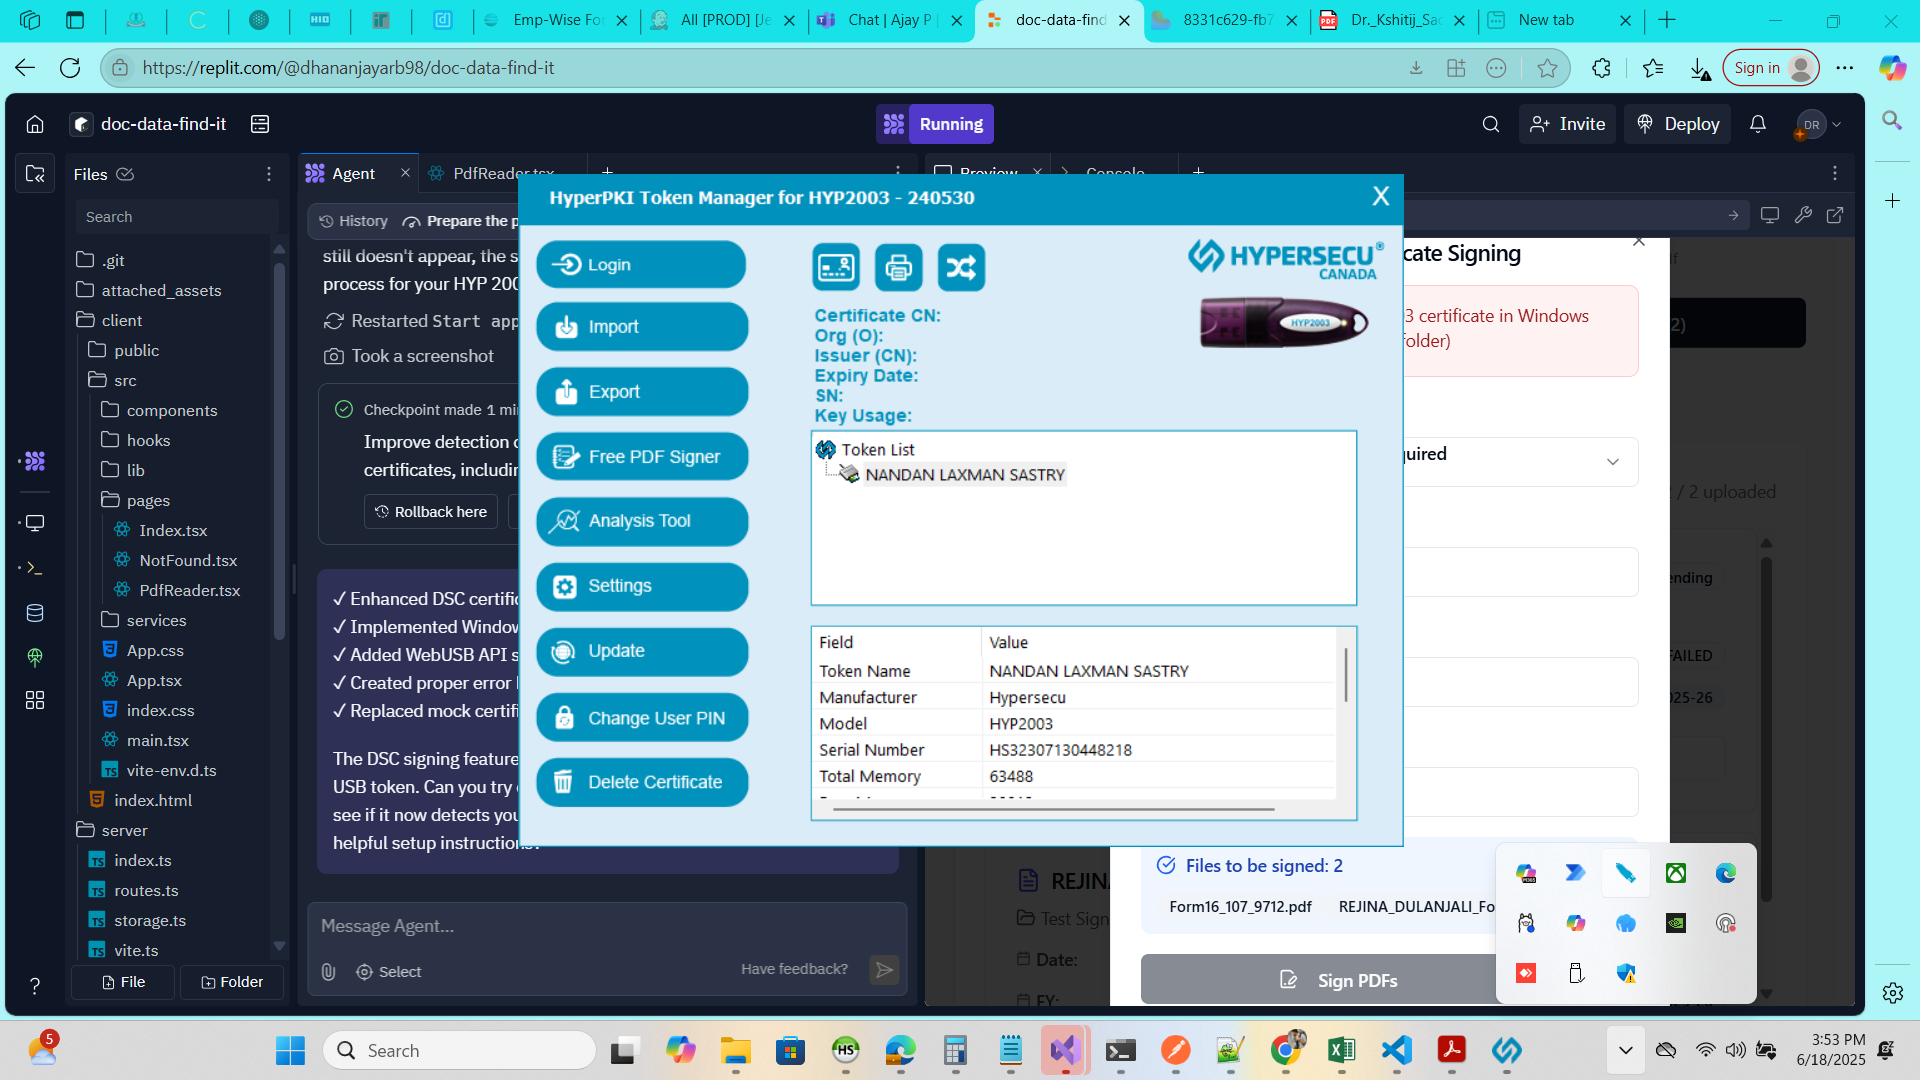 Emp-Wise For
All [PROD] [Je
Chat | Ajay P
doc-data-find
8331c629-fb7
Dr._Kshitij_Sac
New tab
https://replit.com/@dhananjayarb98/doc-data-find-it
Sign in
doc-data-find-it
Running
Invite
Deploy
DR
Files
Search
.git
attached_assets
client
public
src
components
hooks
lib
pages
Index.tsx
NotFound.tsx
PdfReader.tsx
services
App.css
App.tsx
index.css
main.tsx
vite-env.d.ts
index.html
server
index.ts
routes.ts
storage.ts
vite.ts
File
Folder
Agent
PdfReader.tsx
Preview
Console
History
Prepare the p
still doesn't appear, the s
process for your HYP 200
Restarted Start app
Took a screenshot
Checkpoint made 1 mi
Improve detection
certificates, includin
Rollback here
✓ Enhanced DSC certific
✓ Implemented Window
✓ Added WebUSB API s
✓ Created proper error
✓ Replaced mock certif
The DSC signing feature
USB token. Can you try
see if it now detects you
helpful setup instructions?
Message Agent...
Select
Have feedback?
HyperPKI Token Manager for HYP2003 - 240530
X
Login
Import
Export
Free PDF Signer
Analysis Tool
Settings
Update
Change User PIN
Delete Certificate
HYPERSECU
CANADA
HYP2003
Certificate CN:
Org (O):
Issuer (CN):
Expiry Date:
SN:
Key Usage:
Token List
NANDAN LAXMAN SASTRY
Field Value
Token Name NANDAN LAXMAN SASTRY
Manufacturer Hypersecu
Model HYP2003
Serial Number HS32307130448218
Total Memory 63488
cate Signing
3 certificate in Windows
folder)
quired
/ 2 uploaded
ending
FAILED
025-26
Files to be signed: 2
Form16_107_9712.pdf
REJINA_DULANJALI_Fo
Sign PDFs
REJINA
Test Sign
Date:
FY:
5
Search
3:53 PM
6/18/2025